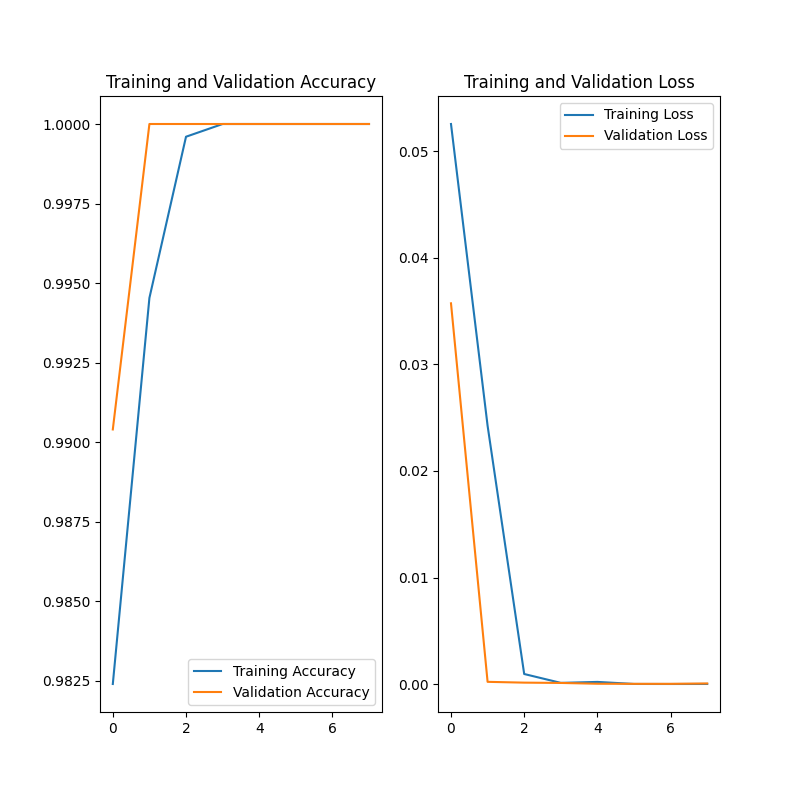 Training and Validation Accuracy
1.0000
0.9975
0.9950
0.9925
0.9900
0.9875
0.9850
0.9825
0 2 4 6
Training Accuracy
Validation Accuracy
Training and Validation Loss
0.05
0.04
0.03
0.02
0.01
0.00
0 2 4 6
Training Loss
Validation Loss